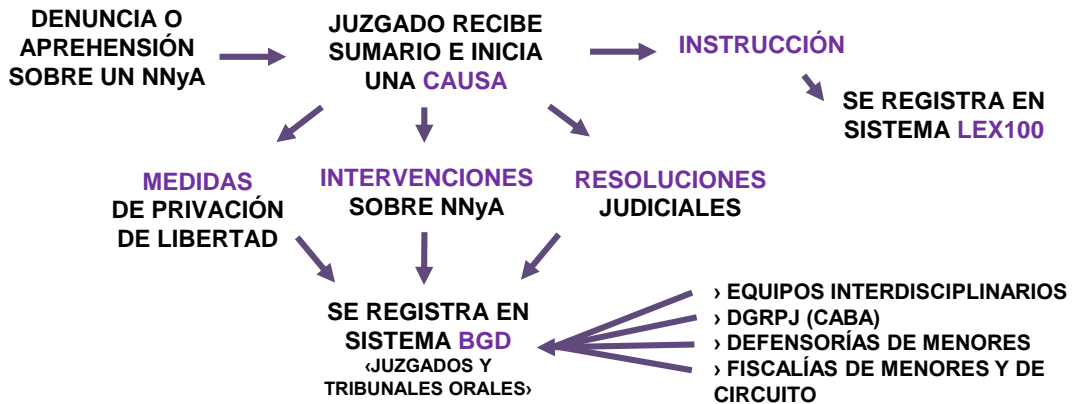 DENUNCIA O
APREHENSIÓN
SOBRE UN NNyA
JUZGADO RECIBE
SUMARIO E INICIA
UNA CAUSA
INSTRUCCIÓN
SE REGISTRA EN
SISTEMA LEX100
MEDIDAS
DE PRIVACIÓN
DE LIBERTAD
INTERVENCIONES
SOBRE NNyA
RESOLUCIONES
JUDICIALES
SE REGISTRA EN
SISTEMA BGD
‹JUZGADOS Y
TRIBUNALES ORALES›
› EQUIPOS INTERDISCIPLINARIOS
› DGRPJ (CABA)
› DEFENSORÍAS DE MENORES
› FISCALÍAS DE MENORES Y DE
CIRCUITO